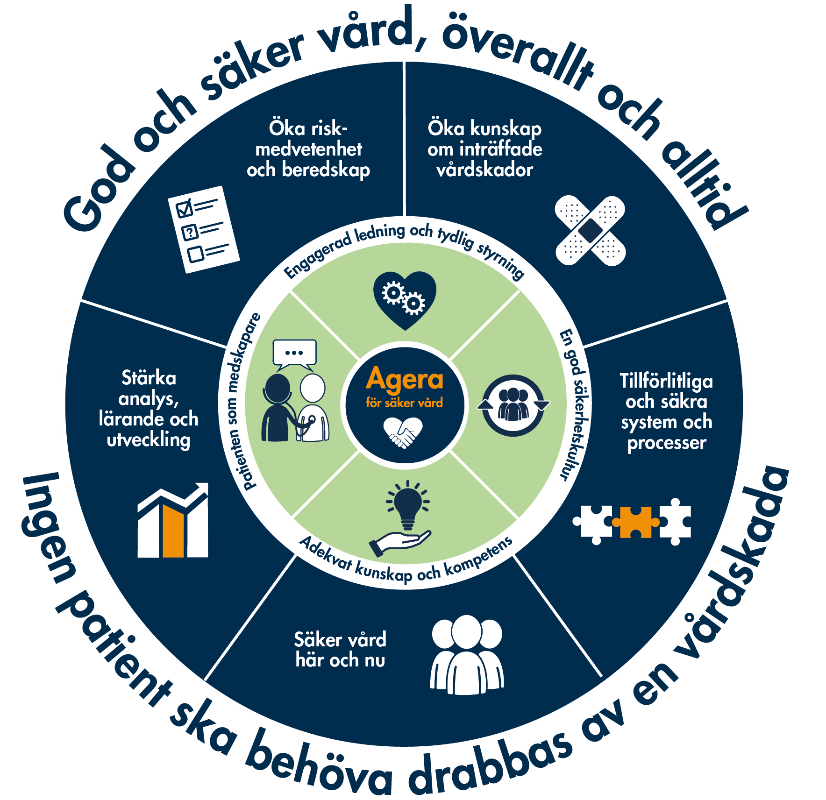 God och säker vård, överallt och alltid
Öka risk-
medvetenhet
och beredskap
Öka kunskap
om inträffade
vårdskador
Engagerad ledning och tydlig styrning
Patienten som medskapare
En god säkerhetskultur
Agera
för säker vård
Stärka
analys,
lärande och
utveckling
Tillförlitliga
och säkra
system och
processer
Adekvat kunskap och kompetens
Säker vård
här och nu
Ingen patient ska behöva drabbas av en vårdskada